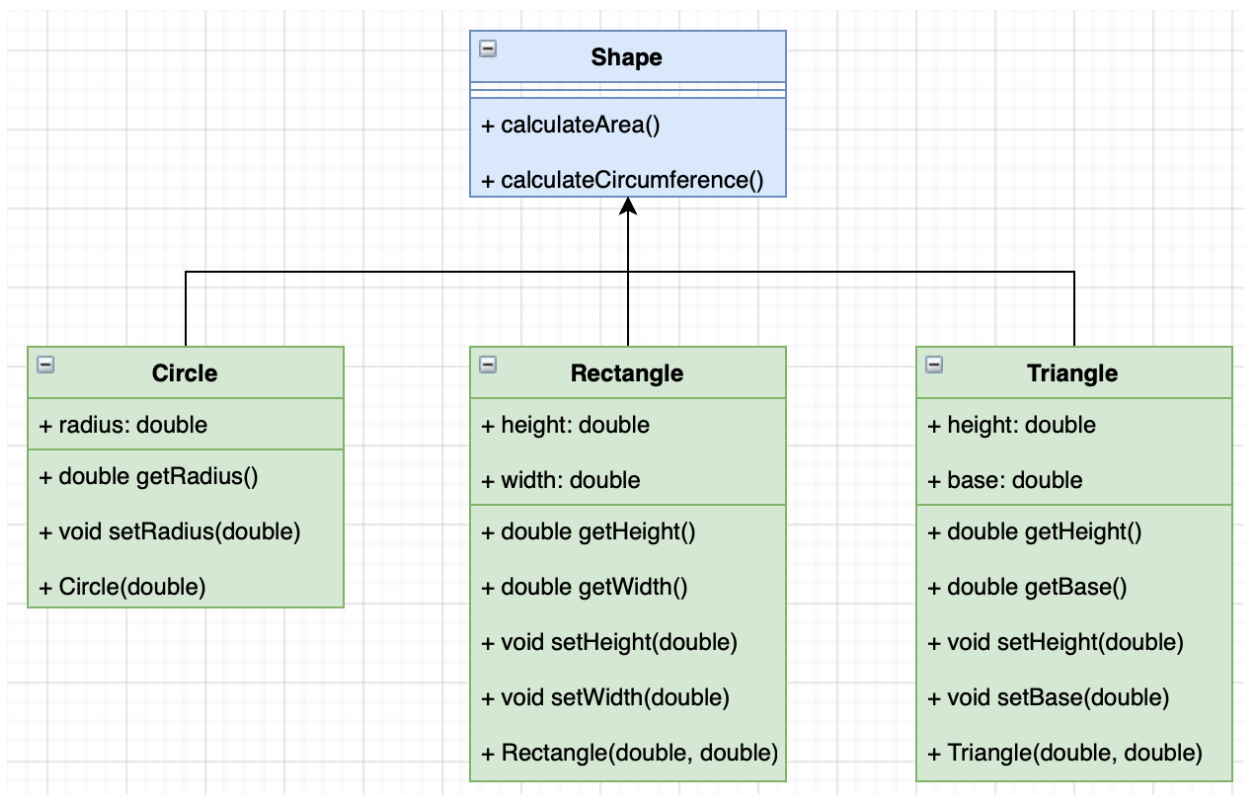 Shape
+ calculateArea()
+ calculateCircumference()
Circle
+ radius: double
+ double getRadius()
+ void setRadius(double)
+ Circle(double)
Rectangle
+ height: double
+ width: double
+ double getHeight()
+ double getWidth()
+ void setHeight(double)
+ void setWidth(double)
+ Rectangle(double, double)
Triangle
+ height: double
+ base: double
+ double getHeight()
+ double getBase()
+ void setHeight(double)
+ void setBase(double)
+ Triangle(double, double)